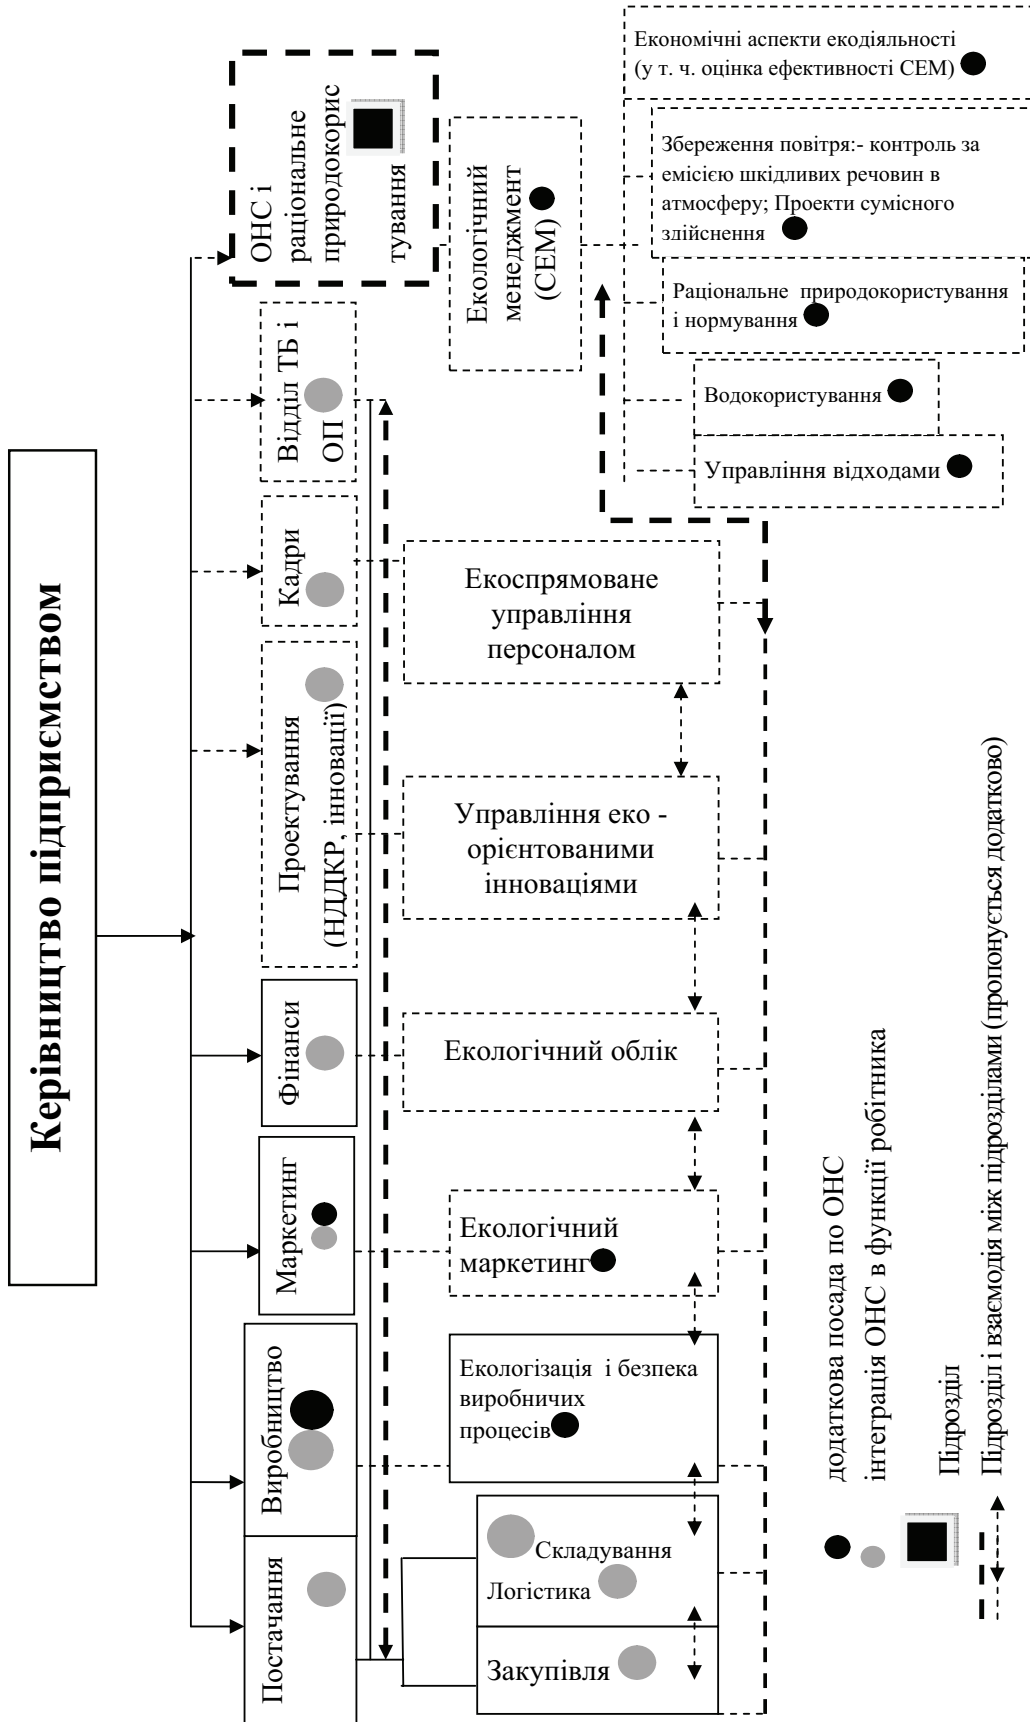 Керівництво підприємством
Постачання
Виробництво
Маркетинг
Фінанси
Проектування
(НДДКР, інновації)
Кадри
Відділ ТБ і
ОП
ОНС і
раціональне
природокорис
тування
Закупівля
Складування
Логістика
Екологізація і безпека
виробничих
процесів
Екологічний
маркетинг
Екологічний облік
Управління еко -
орієнтованими
інноваціями
Екоспрямоване
управління
персоналом
Екологічний
менеджмент
(СЕМ)
Економічні аспекти екодіяльності
(у т. ч. оцінка ефективності СЕМ)
Збереження повітря:- контроль за
емісією шкідливих речовин в
атмосферу; Проекти сумісного
здійснення
Раціональне природокористування
і нормування
Водокористування
Управління відходами
додаткова посада по ОНС
інтеграція ОНС в функції робітника
Підрозділ
Підрозділ і взаємодія між підрозділами (пропонується додатково)